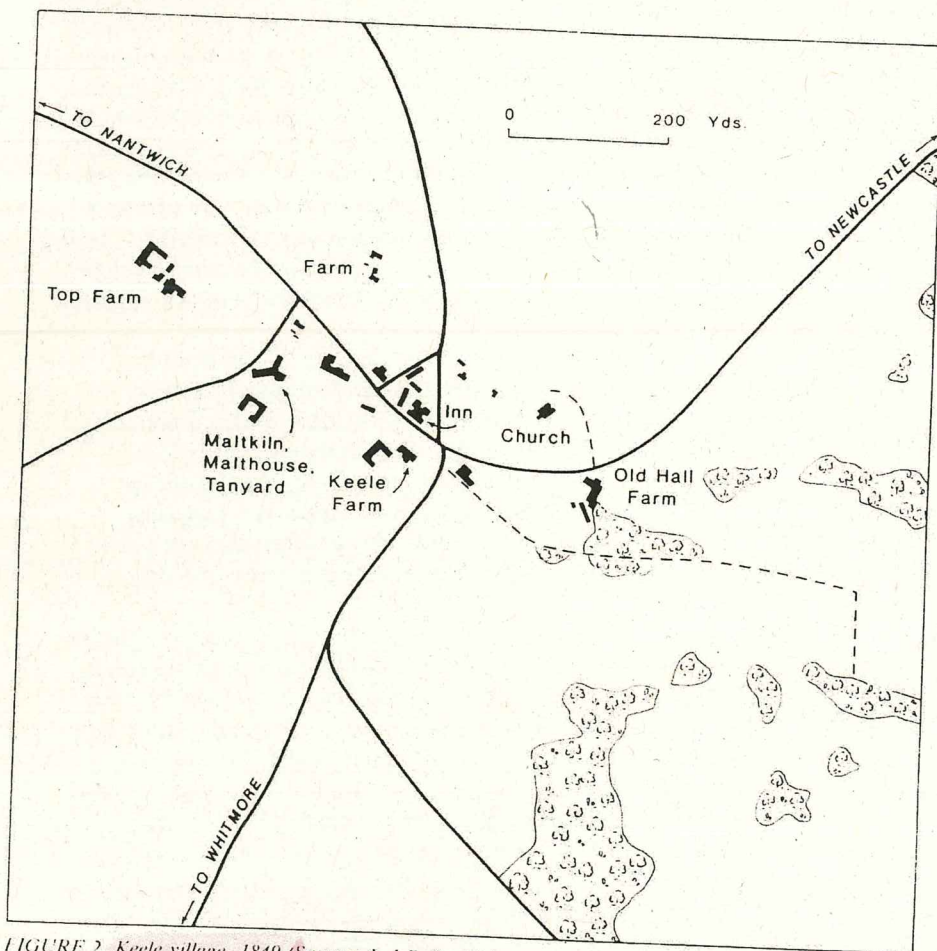 0 200 Yds.
TO NANTWICH
TO NEWCASTLE
Farm
Top Farm
Inn
Church
Maltkiln,
Malthouse,
Tanyard
Keele
Farm
Old Hall
Farm
TO WHITMORE
FIGURE 2 Keele village, 1849